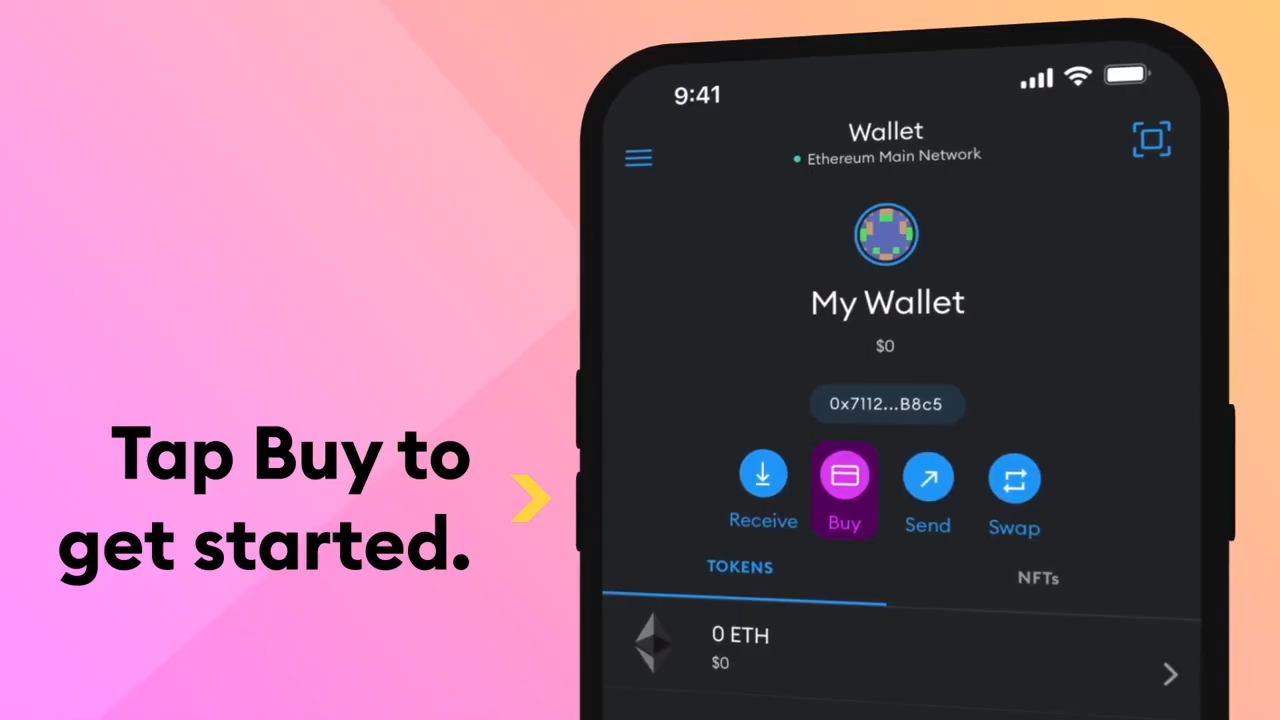 Tap Buy to
get started.
9:41
Wallet
Ethereum Main Network
My Wallet
$0
0x7112...B8c5
Receive Buy Send Swap
TOKENS NFTs
0 ETH
$0